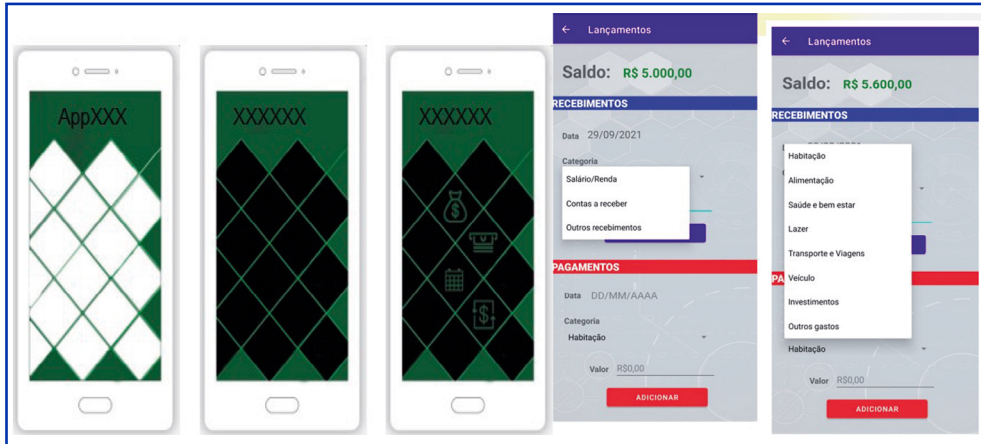 AppXXX
XXXXXX
XXXXXX
← Lançamentos
Saldo: R$ 5.000,00
RECEBIMENTOS
Data 29/09/2021
Categoria
Salário/Renda
Contas a receber
Outros recebimentos
PAGAMENTOS
Data DD/MM/AAAA
Categoria
Habitação
Valor R$0,00
ADICIONAR
← Lançamentos
Saldo: R$ 5.600,00
RECEBIMENTOS
Habitação
Alimentação
Saúde e bem estar
Lazer
Transporte e Viagens
PA
Veículo
Investimentos
Outros gastos
Habitação
Valor R$0,00
ADICIONAR